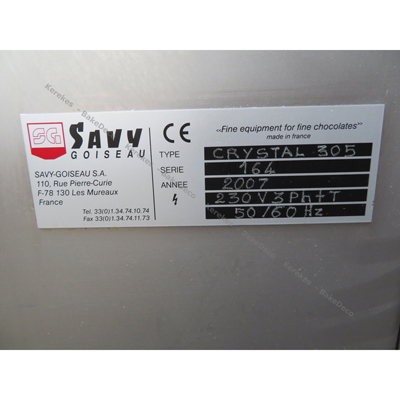 SG SAVY
GOISEAU
SAVY-GOISEAU S.A.
110, Rue Pierre-Curie
F-78 130 Les Mureaux
France
Tel. 33(0)1.34.74.10.74
Fax 33(0)1.34.74.11.73
CE
«Fine equipment for fine chocolates»
made in france
TYPE CRYSTAL 305
SERIE 164
ANNEE 2007
230V3Ph+T
50/60 Hz
Kerekes - BakeDeco